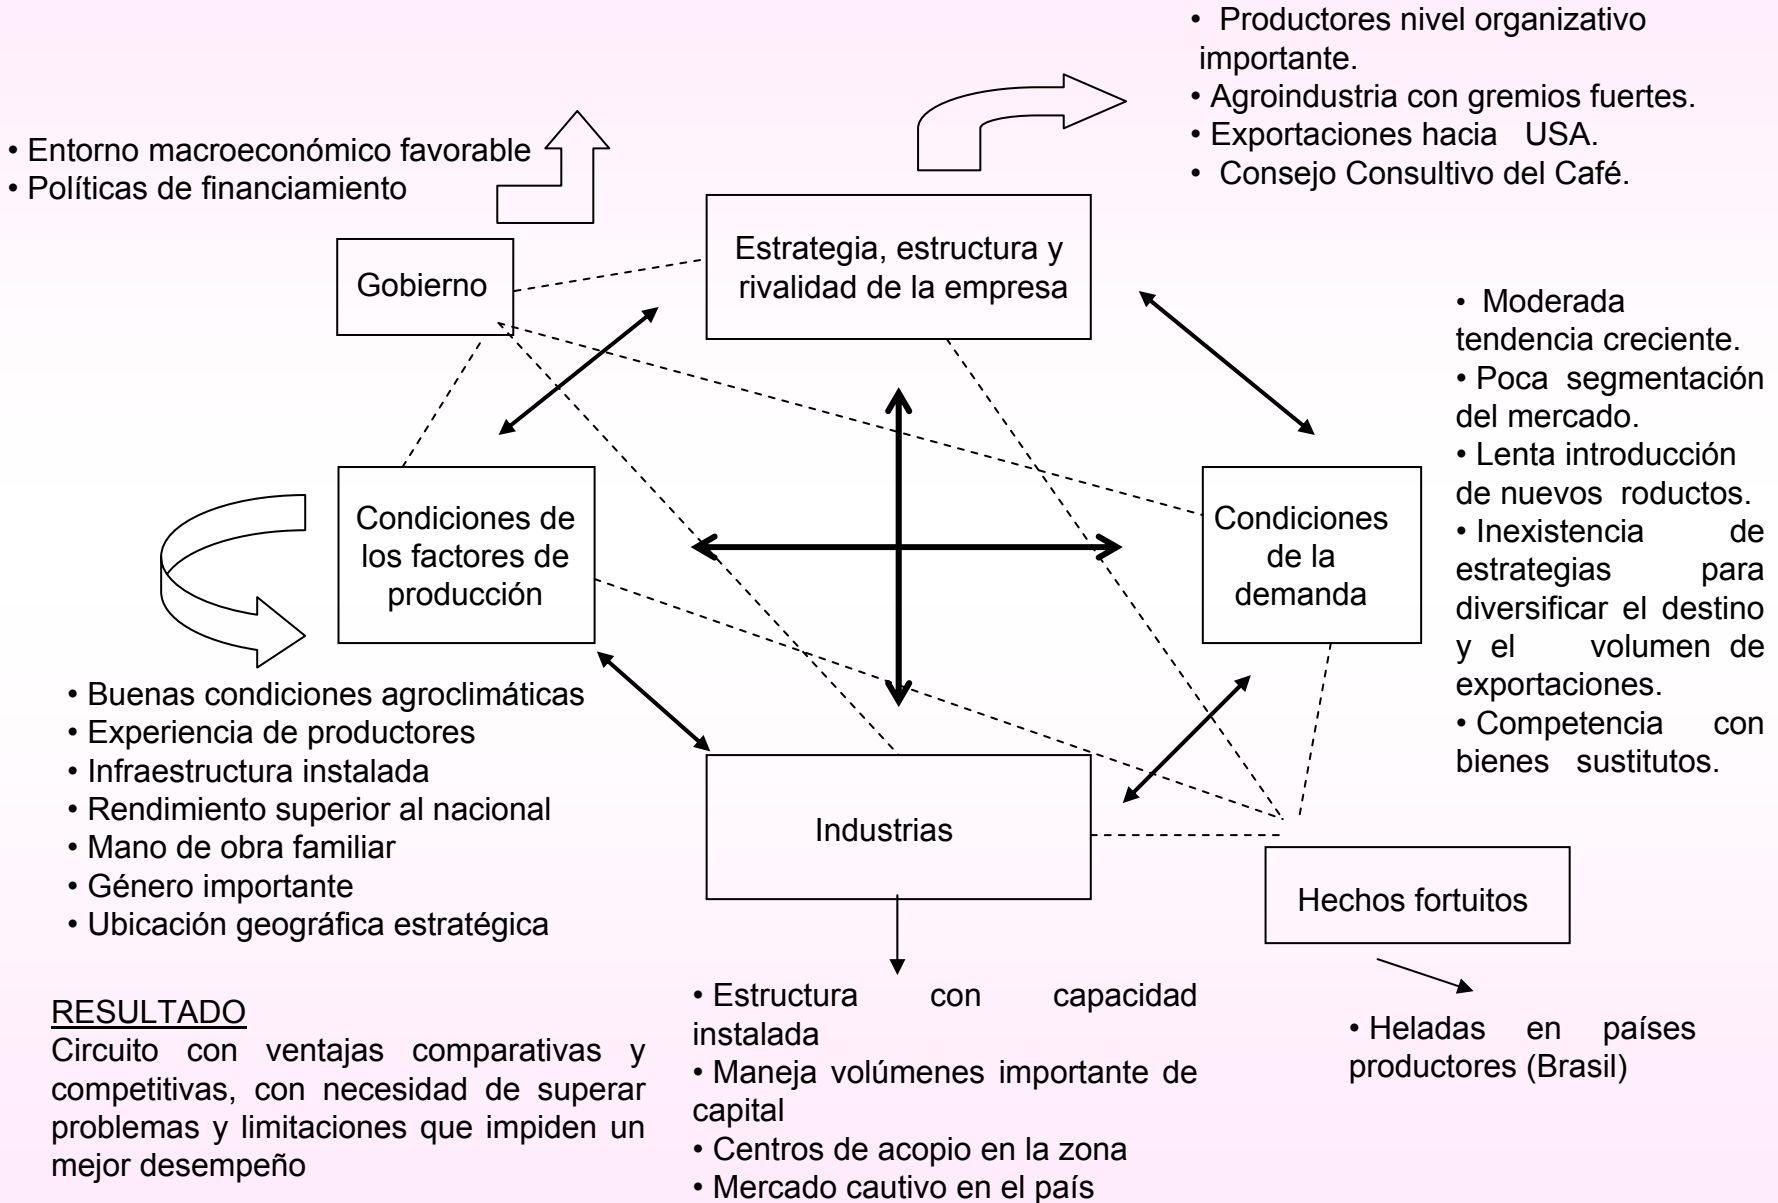 • Productores nivel organizativo
importante.
• Agroindustria con gremios fuertes.
• Exportaciones hacia USA.
• Consejo Consultivo del Café.
• Entorno macroeconómico favorable
• Políticas de financiamiento
Gobierno
Estrategia, estructura y
rivalidad de la empresa
• Moderada
tendencia creciente.
• Poca segmentación
del mercado.
• Lenta introducción
de nuevos roductos.
• Inexistencia de
estrategias para
diversificar el destino
y el volumen de
exportaciones.
• Competencia con
bienes sustitutos.
Condiciones de
los factores de
producción
Condiciones
de la
demanda
• Buenas condiciones agroclimáticas
• Experiencia de productores
• Infraestructura instalada
• Rendimiento superior al nacional
• Mano de obra familiar
• Género importante
• Ubicación geográfica estratégica
Industrias
Hechos fortuitos
RESULTADO
Circuito con ventajas comparativas y
competitivas, con necesidad de superar
problemas y limitaciones que impiden un
mejor desempeño
• Estructura con capacidad
instalada
• Maneja volúmenes importante de
capital
• Centros de acopio en la zona
• Mercado cautivo en el país
• Heladas en países
productores (Brasil)